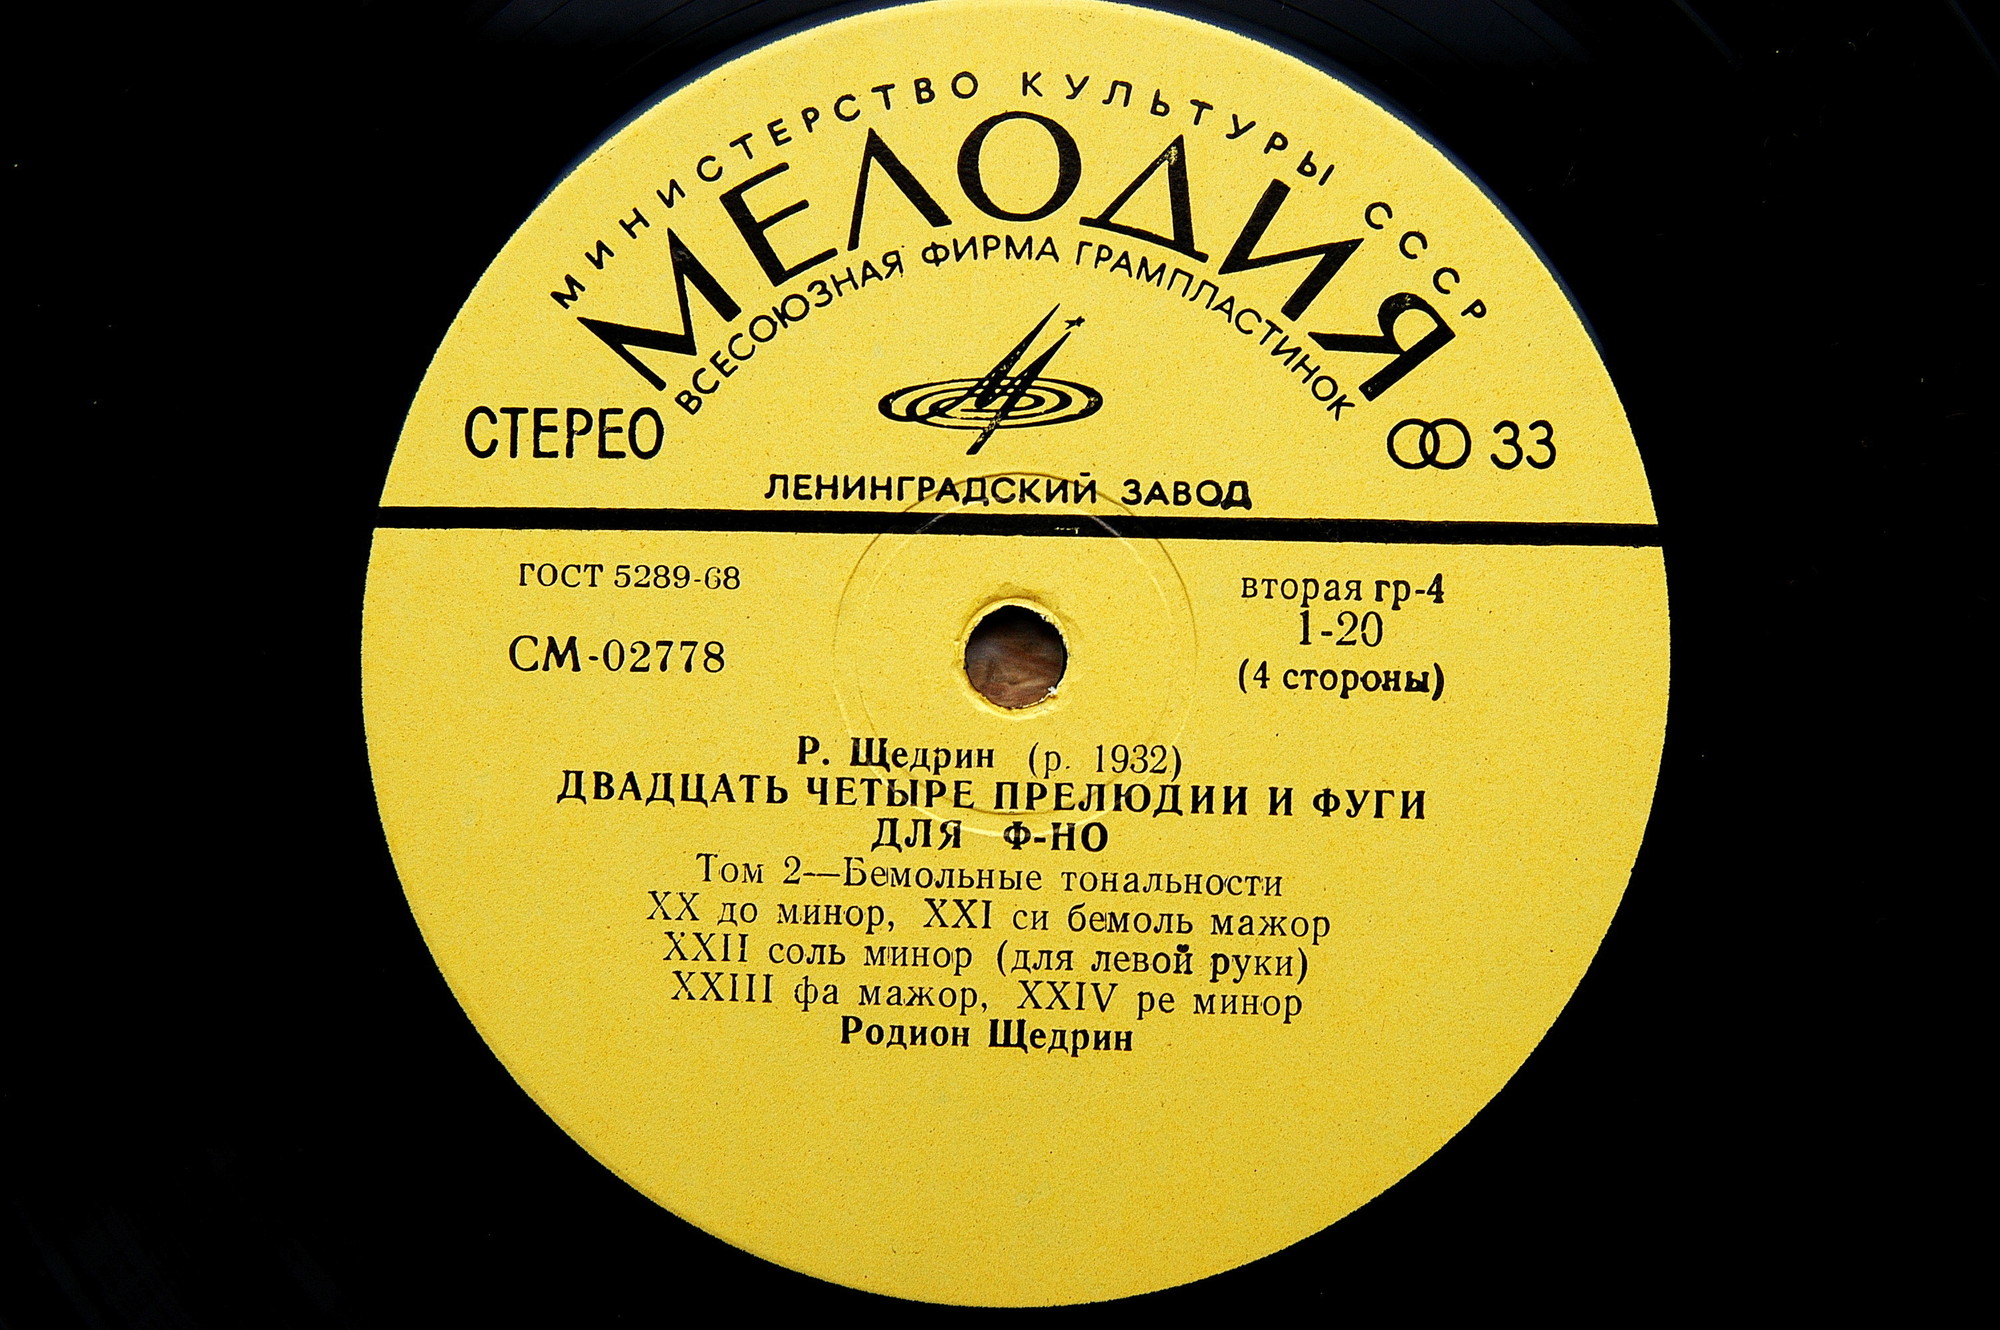 МИНИСТЕРСТВО КУЛЬТУРЫ СССР
МЕЛОДИЯ
ВСЕСОЮЗНАЯ ФИРМА ГРАМПЛАСТИНОК
СТЕРЕО
33
ЛЕНИНГРАДСКИЙ ЗАВОД
ГОСТ 5289-68
СМ-02778
вторая гр-4
1-20
(4 стороны)
Р. Щедрин (р. 1932)
ДВАДЦАТЬ ЧЕТЫРЕ ПРЕЛЮДИИ И ФУГИ
ДЛЯ Ф-НО
Том 2—Бемольные тональности
XX до минор, XXI си бемоль мажор
XXII соль минор (для левой руки)
XXIII фа мажор, XXIV ре минор
Родион Щедрин